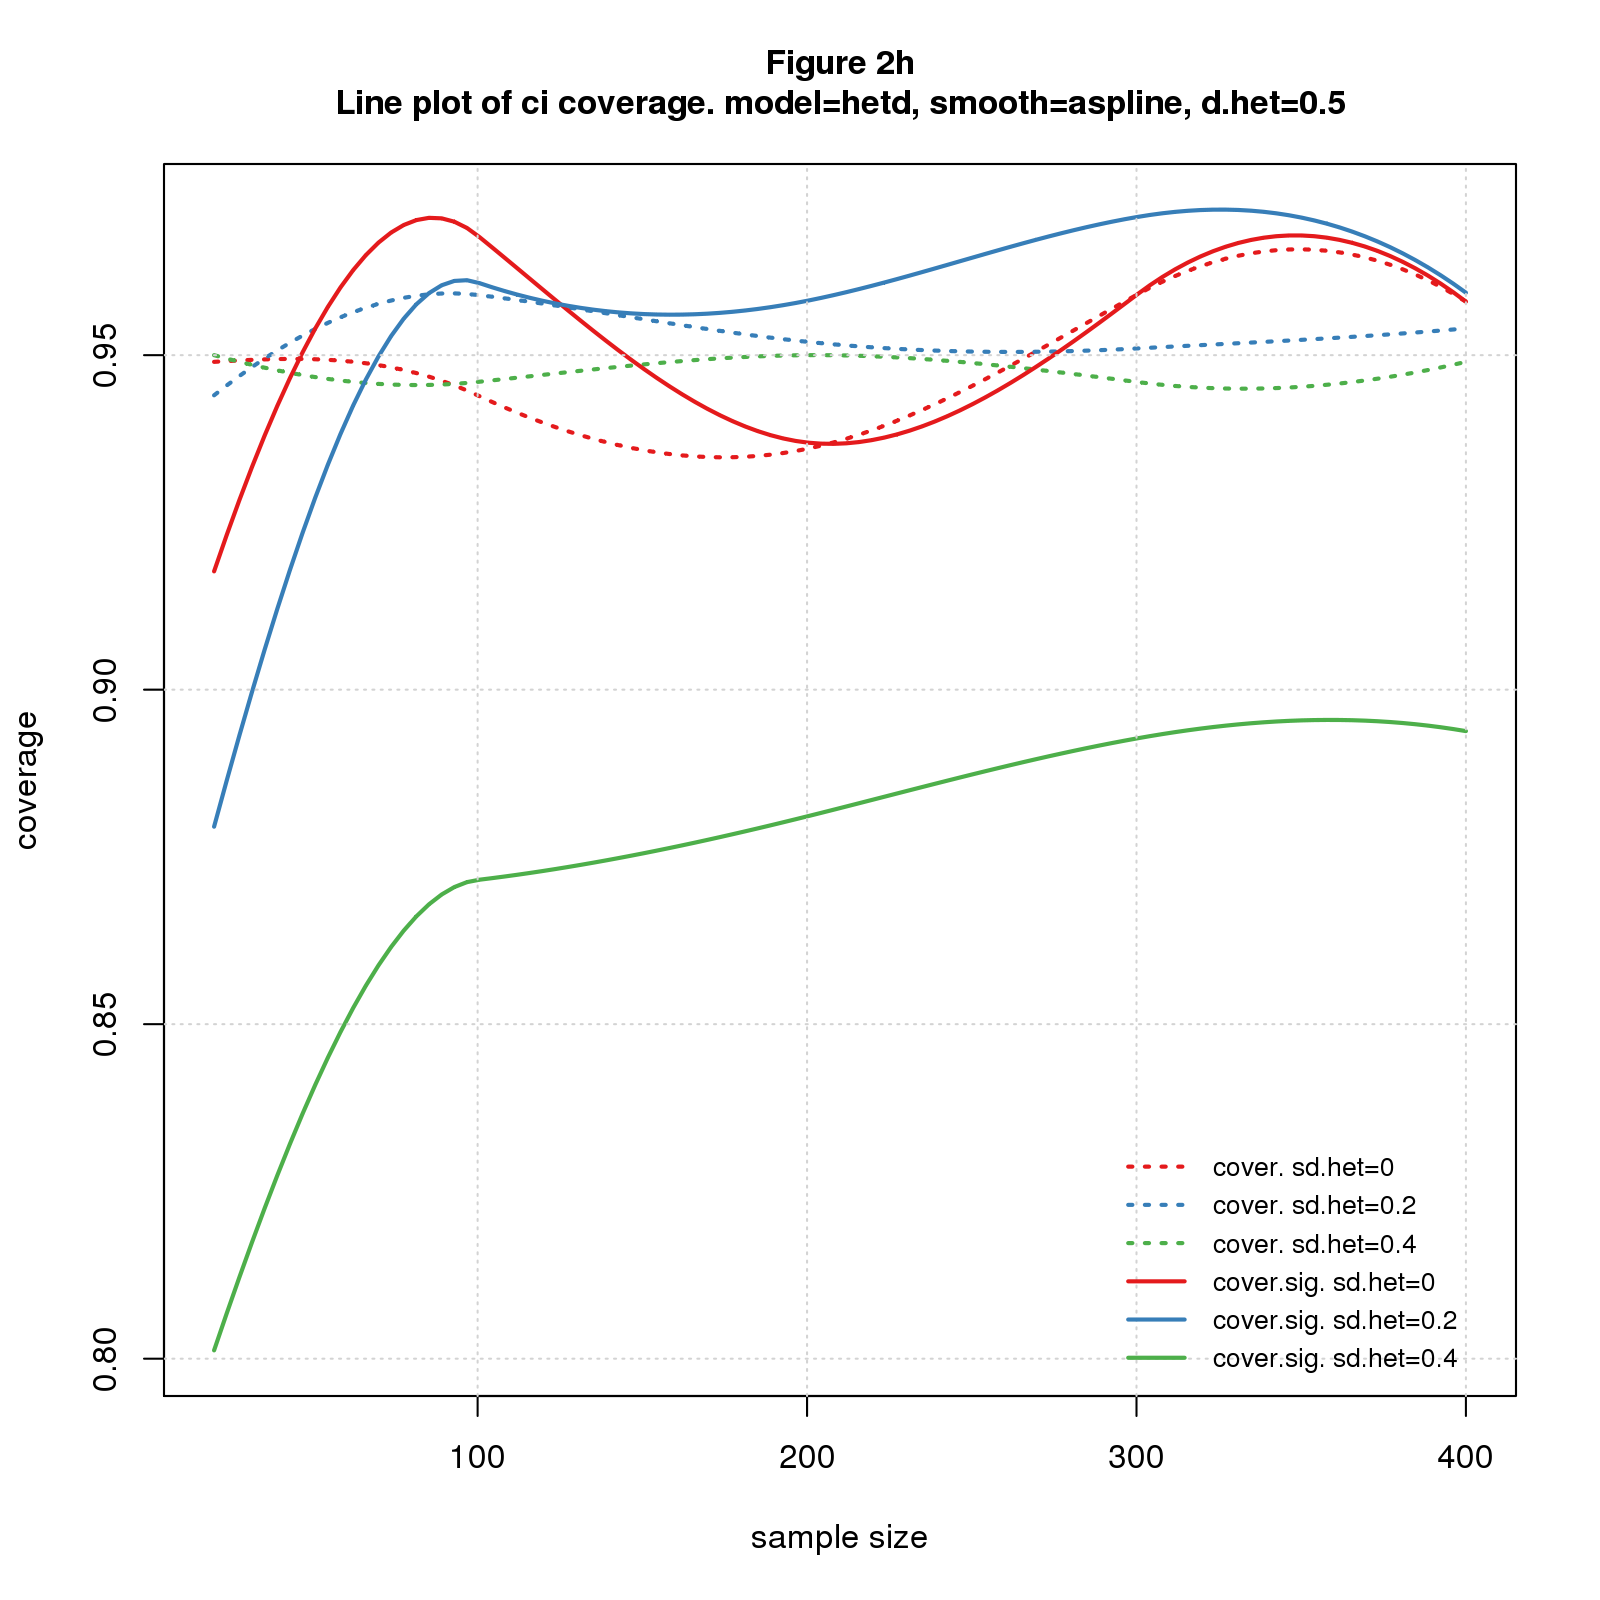 Figure 2h
Line plot of ci coverage. model=hetd, smooth=aspline, d.het=0.5
coverage
0.95
0.90
0.85
0.80
cover. sd.het=0
cover. sd.het=0.2
cover. sd.het=0.4
cover.sig. sd.het=0
cover.sig. sd.het=0.2
cover.sig. sd.het=0.4
100 200 300 400
sample size